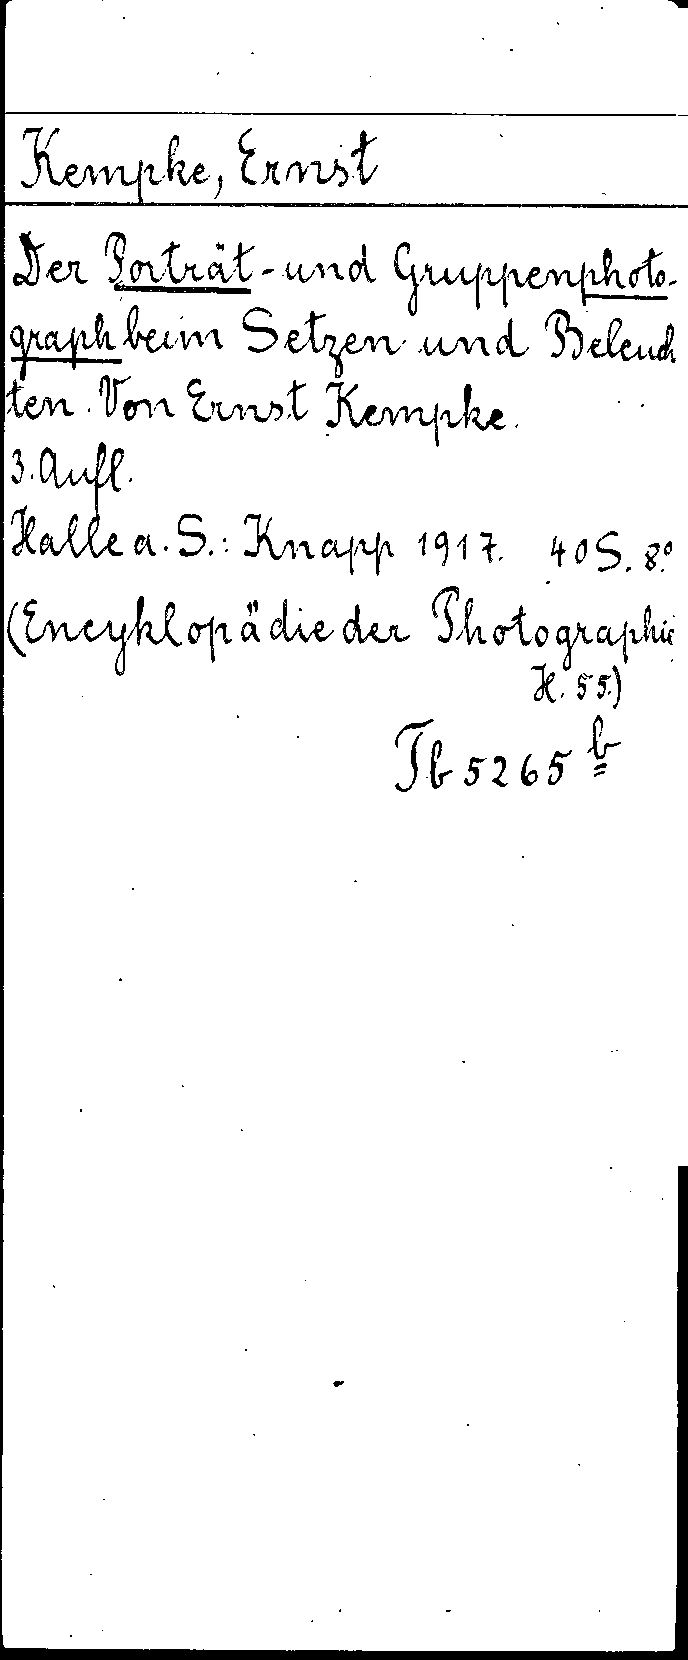 Kempke, Ernst
Der Porträt- und Gruppenphoto-
graph beim Setzen und Beleuch
ten. Von Ernst Kempke.
3. Aufl.
Halle a. S.: Knapp 1917. 40 S. 8°
(Encyklopädie der Photographie
H. 55.)
Tb 5265 b